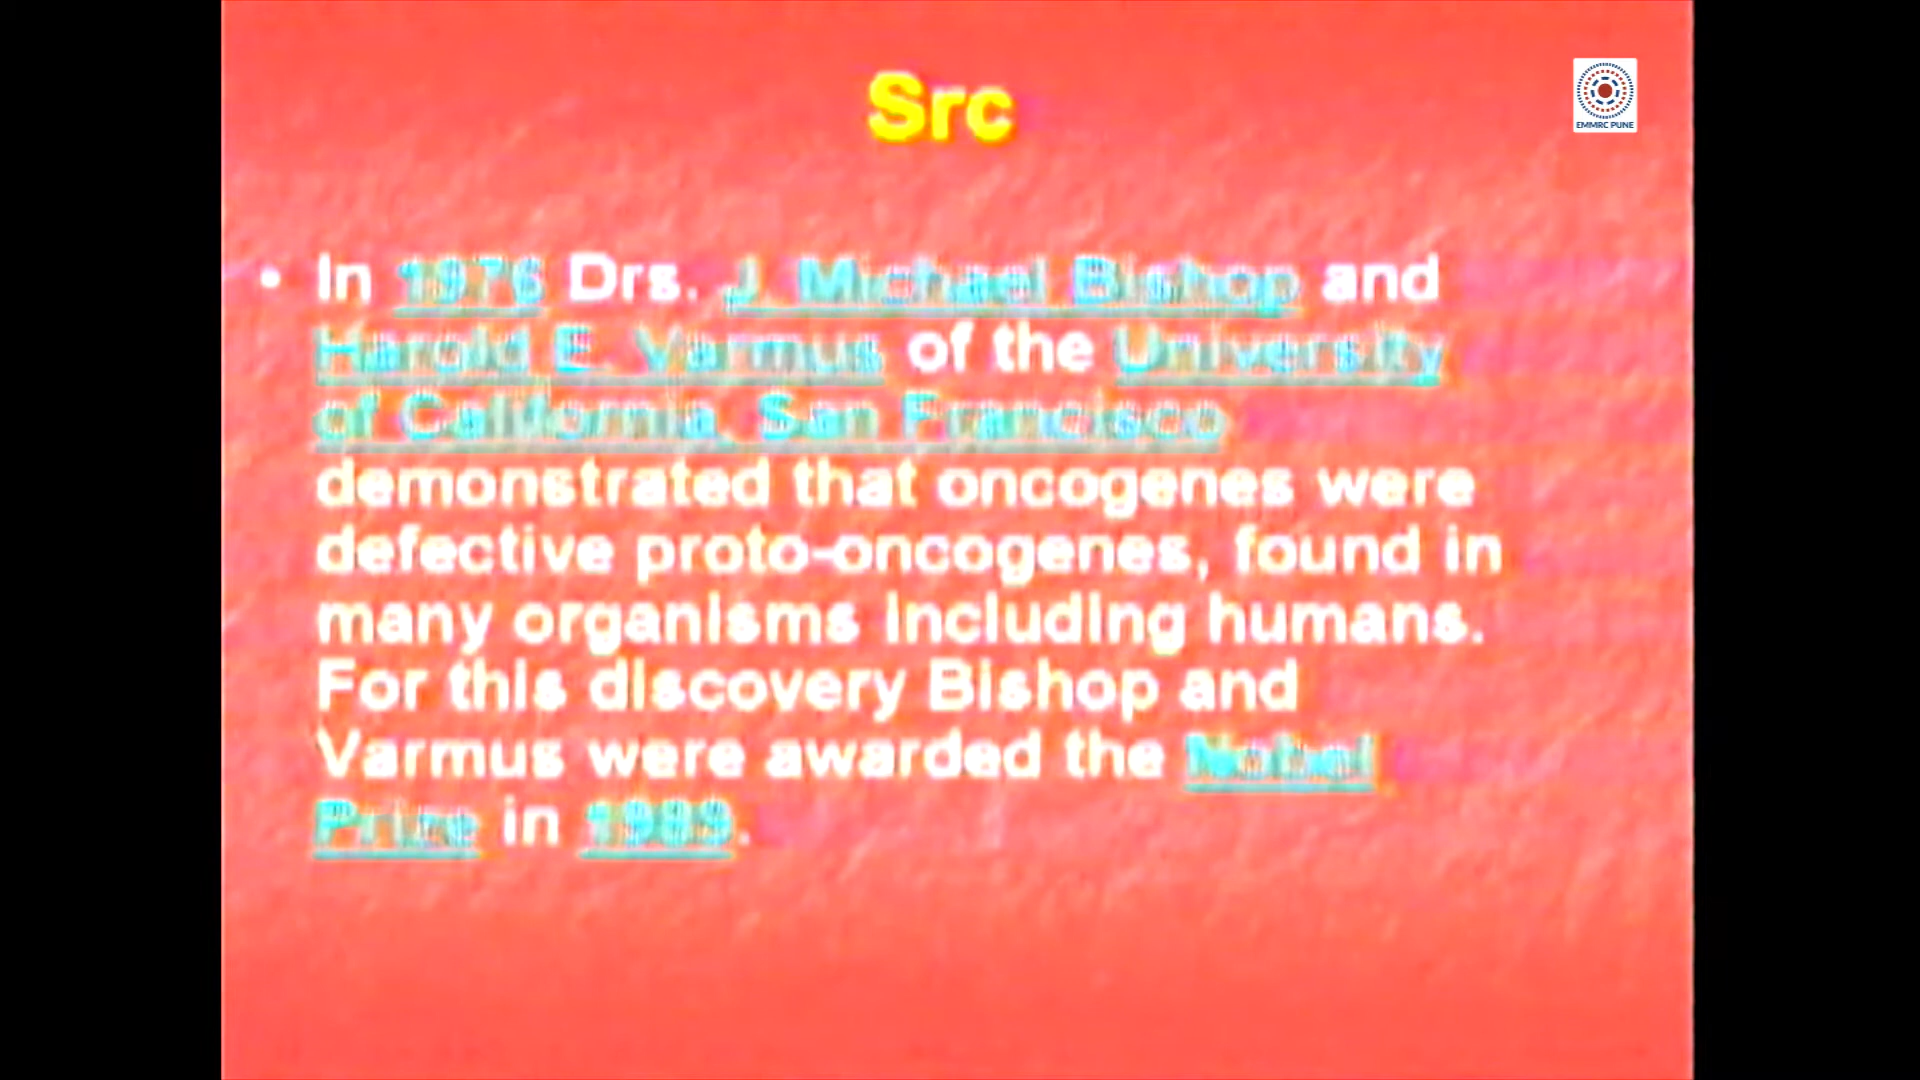 Src
EMMRC PUNE
• In 1976 Drs. J. Michael Bishop and
Harold E. Varmus of the University
of California, San Francisco
demonstrated that oncogenes were
defective proto-oncogenes, found in
many organisms including humans.
For this discovery Bishop and
Varmus were awarded the Nobel
Prize in 1989.